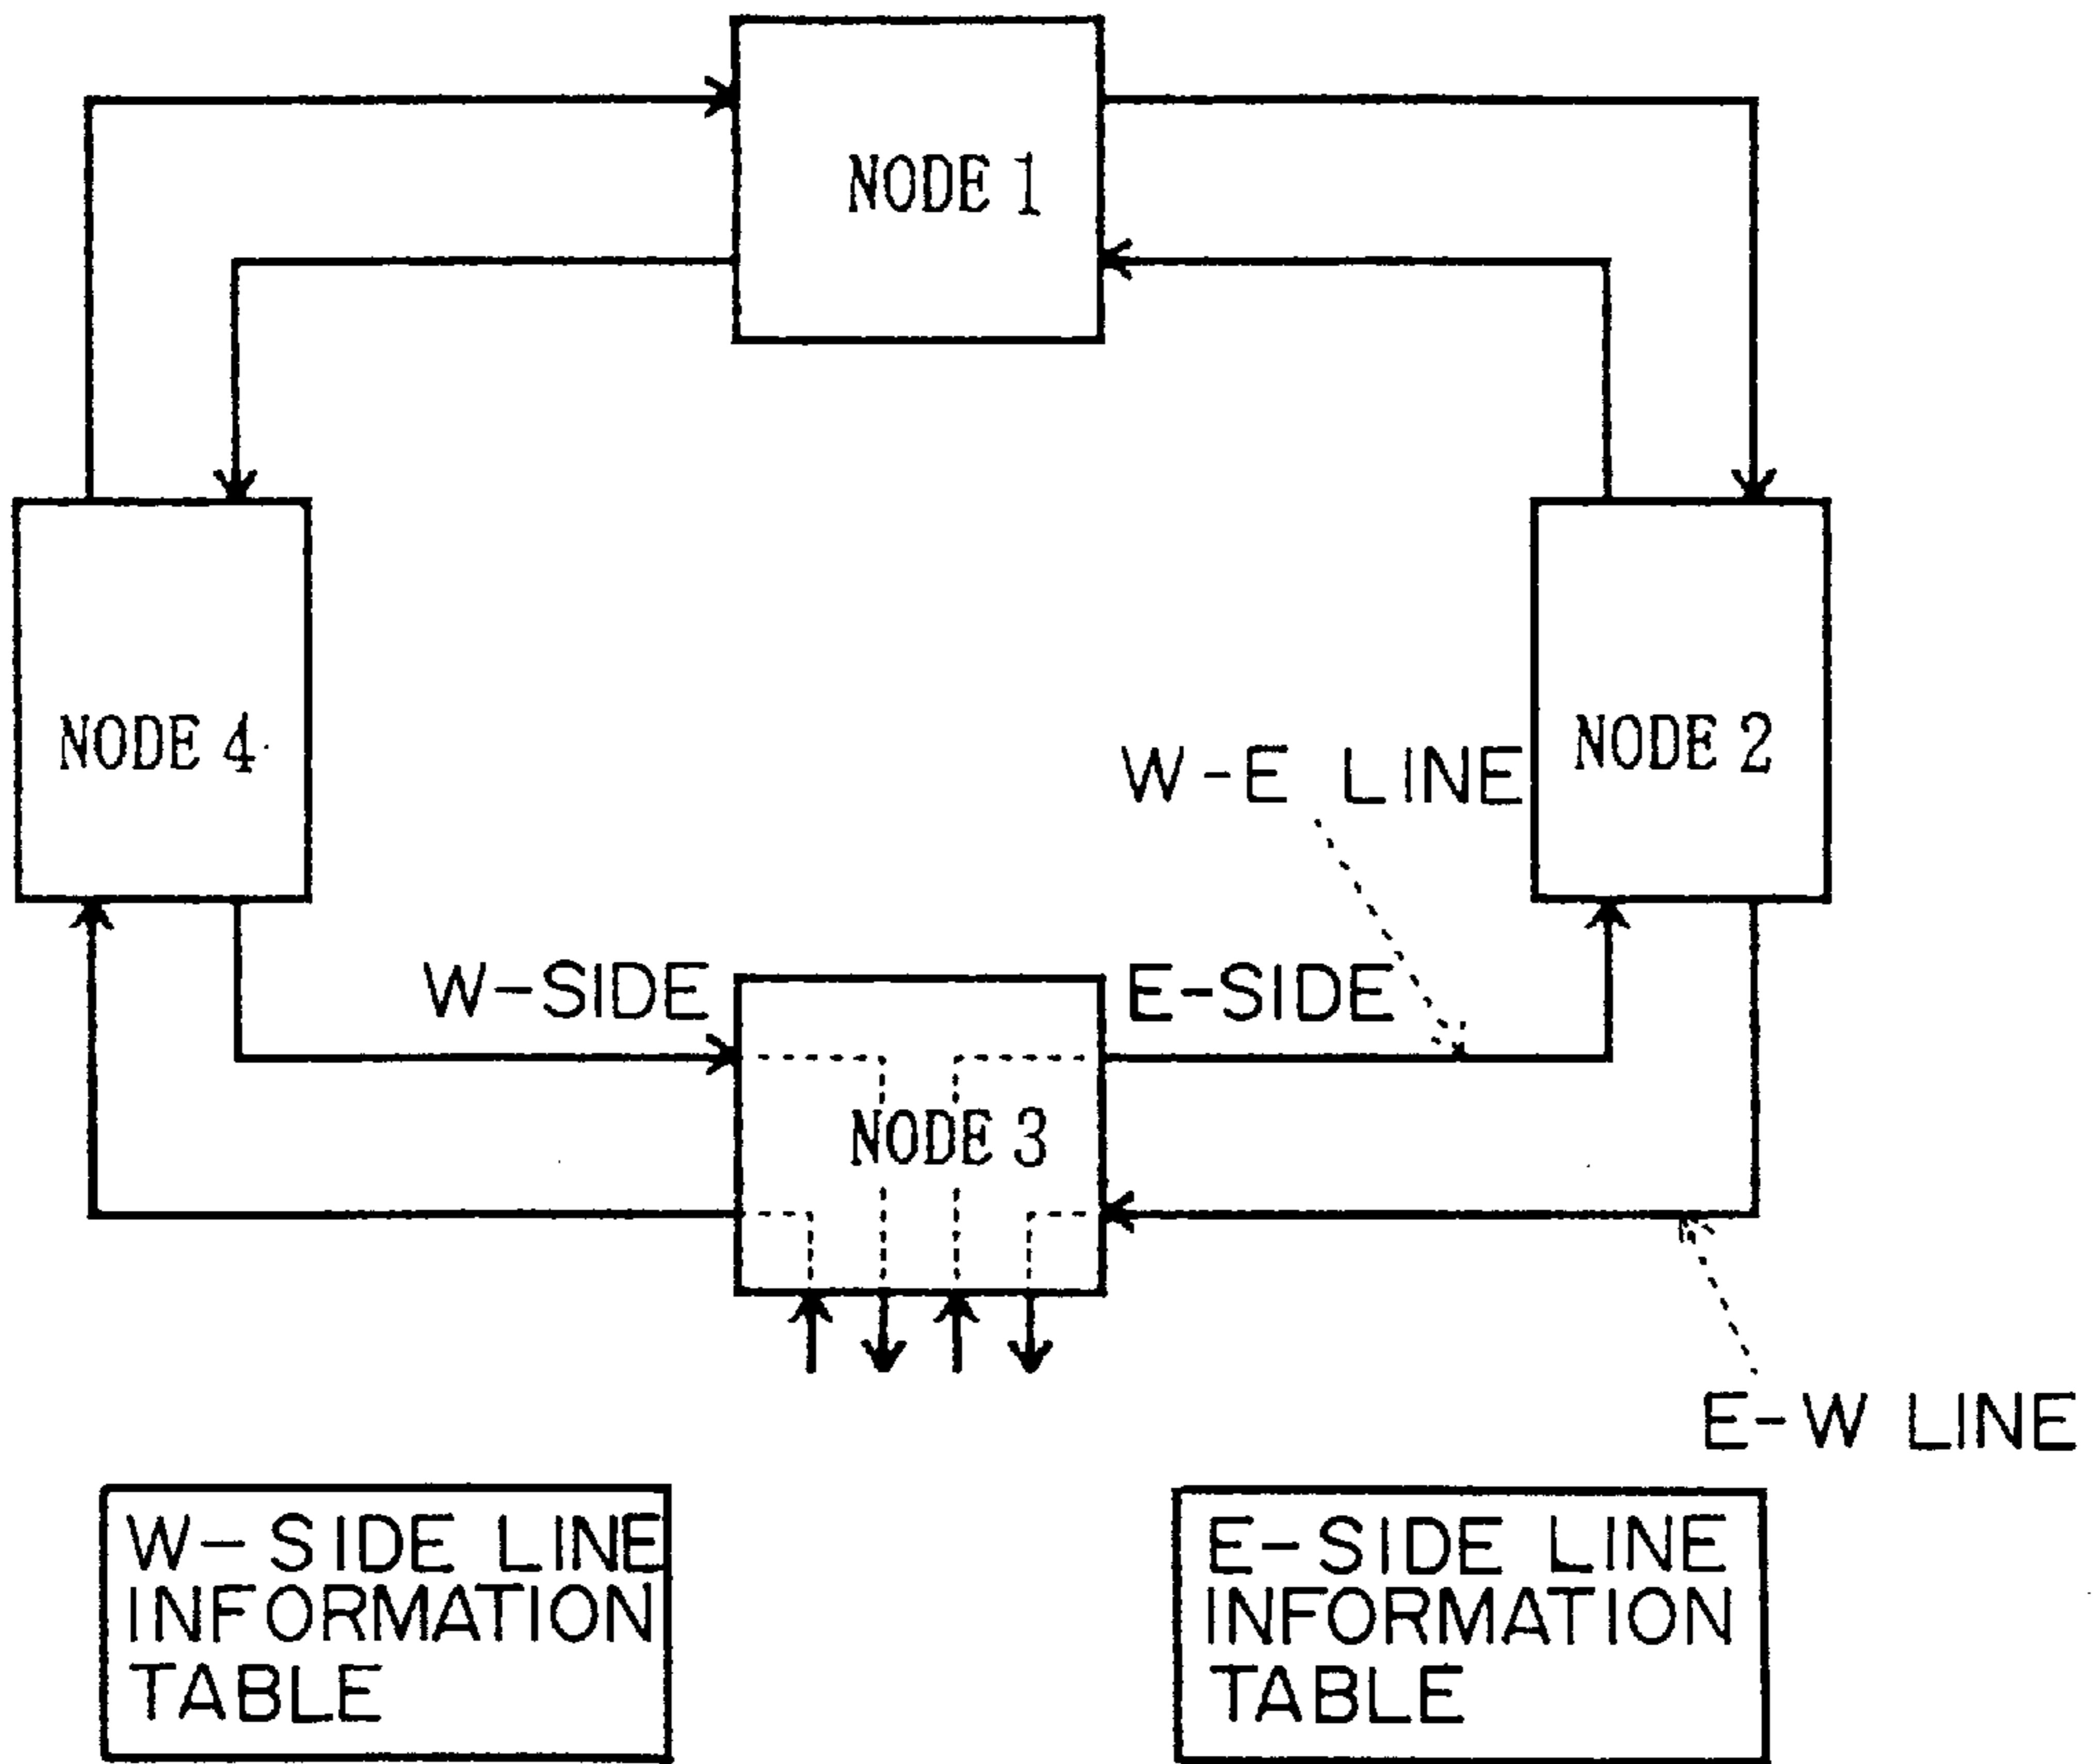 NODE 1
NODE 4
NODE 2
W-E LINE
W-SIDE
E-SIDE
NODE 3
E-W LINE
W-SIDE LINE
INFORMATION
TABLE
E-SIDE LINE
INFORMATION
TABLE